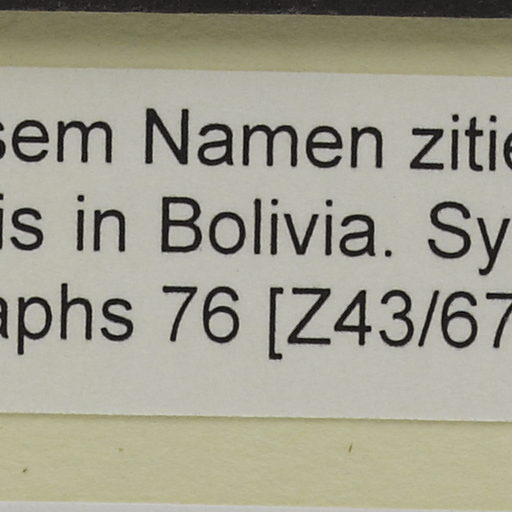 sem Namen zitie
is in Bolivia. Sy
aphs 76 [Z43/67